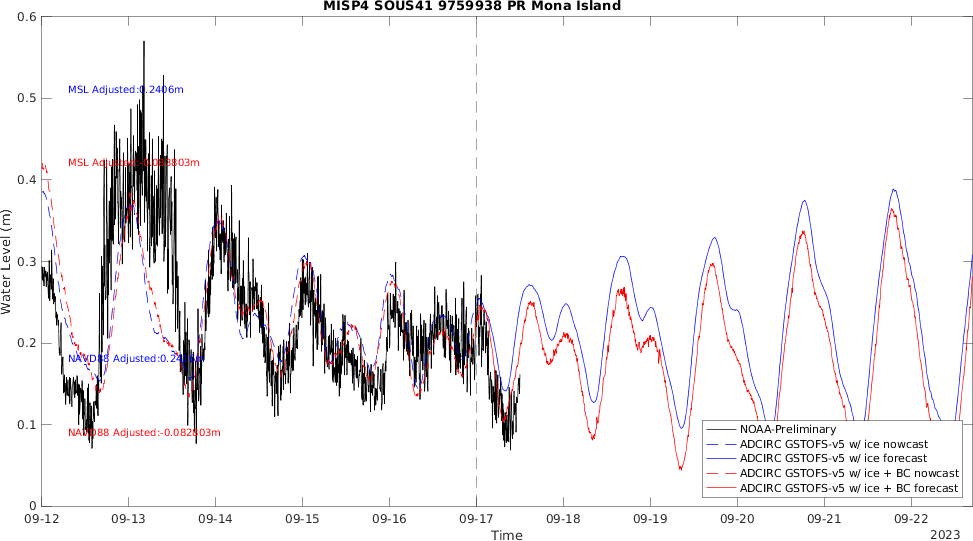 MISP4 SOUS41 9759938 PR Mona Island
0.6
0.5
0.4
0.3
0.2
0.1
0
Water Level (m)
MSL Adjusted:0.2406m
MSL Adjusted:
NAVD88 Adjusted:
NAVD88 Adjusted:-0.082803m
NOAA-Preliminary
ADCIRC GSTOFS-v5 w/ ice nowcast
ADCIRC GSTOFS-v5 w/ ice forecast
ADCIRC GSTOFS-v5 w/ ice + BC nowcast
ADCIRC GSTOFS-v5 w/ ice + BC forecast
09-12 09-13 09-14 09-15 09-16 09-17 09-18 09-19 09-20 09-21 09-22
Time
2023